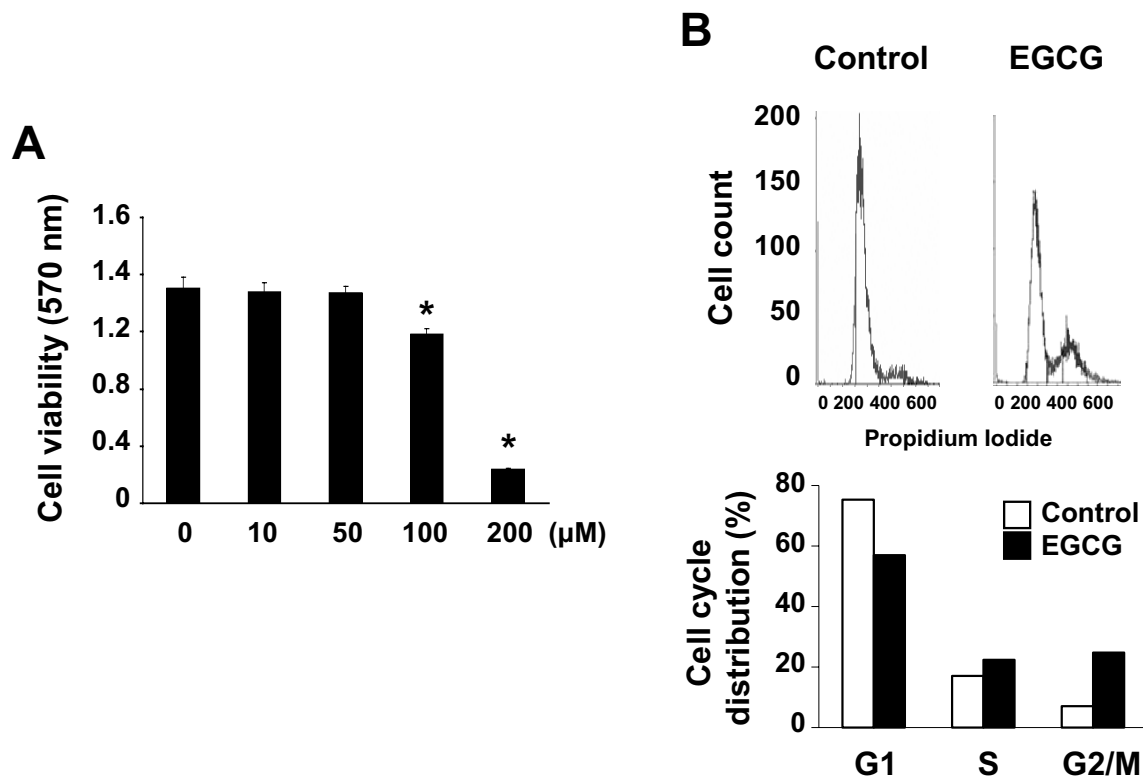 A
Cell viability (570 nm)
1.6
1.4
1.2
0.8
0.4
0
*
*
0 10 50 100 200 (µM)
B
Control EGCG
Cell count
200
150
100
50
0
0 200 400 600 0 200 400 600
Propidium Iodide
Cell cycle
distribution (%)
80
60
40
20
0
Control
EGCG
G1 S G2/M